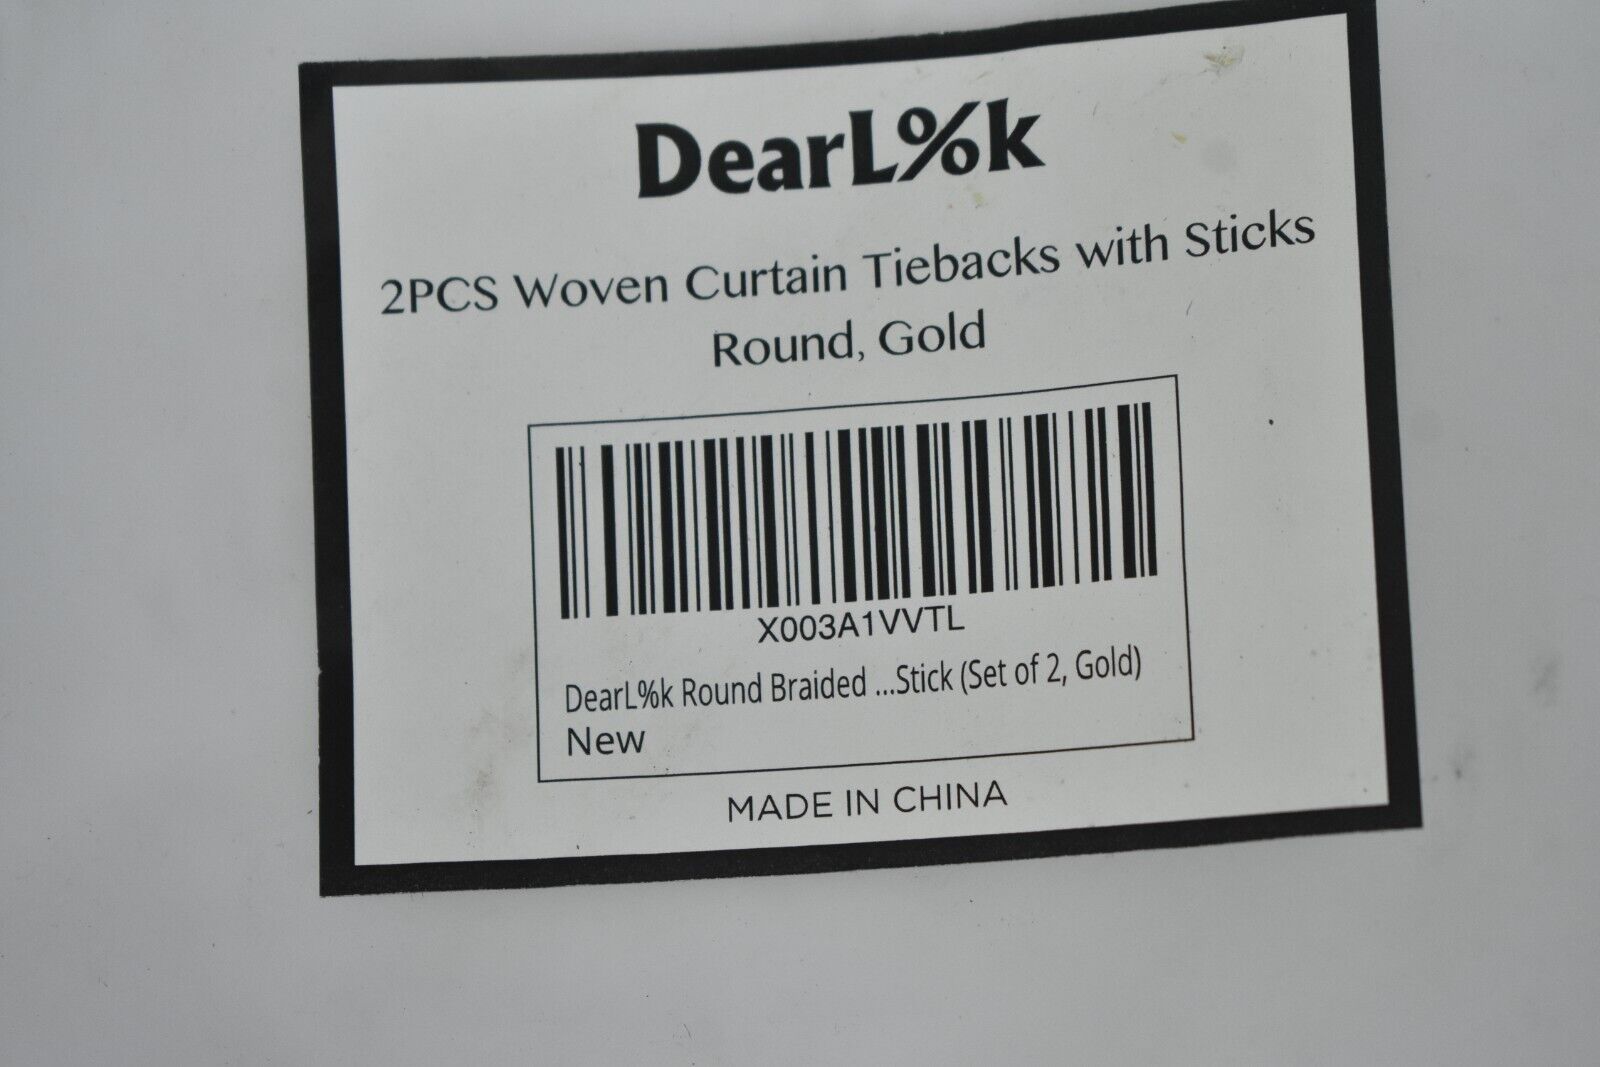 DearL%k
2PCS Woven Curtain Tiebacks with Sticks
Round, Gold
X003A1VVTL
DearL%k Round Braided ...Stick (Set of 2, Gold)
New
MADE IN CHINA